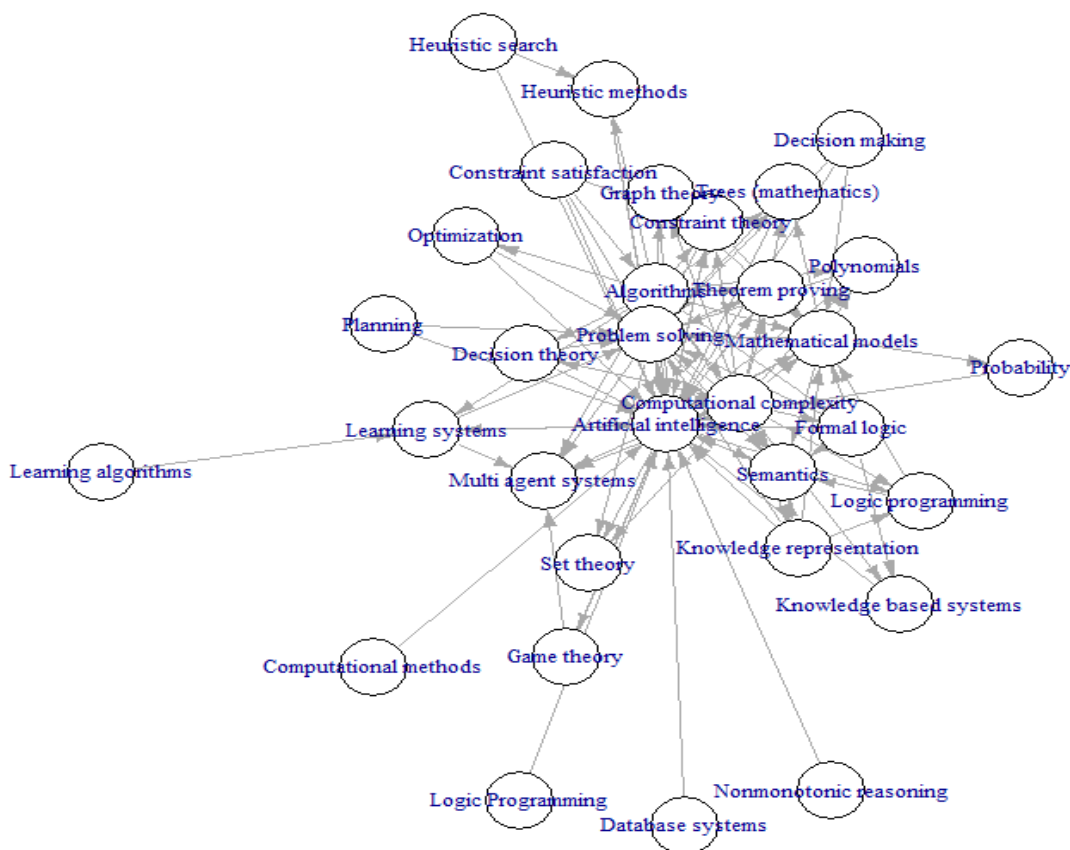 Heuristic search
Heuristic methods
Decision making
Constraint satisfaction
Graph theory
Trees (mathematics)
Constraint theory
Optimization
Polynomials
Algorithms
Theorem proving
Planning
Problem solving
Mathematical models
Decision theory
Probability
Computational complexity
Artificial intelligence
Formal logic
Learning systems
Learning algorithms
Multi agent systems
Semantics
Logic programming
Knowledge representation
Set theory
Knowledge based systems
Game theory
Computational methods
Nonmonotonic reasoning
Logic Programming
Database systems